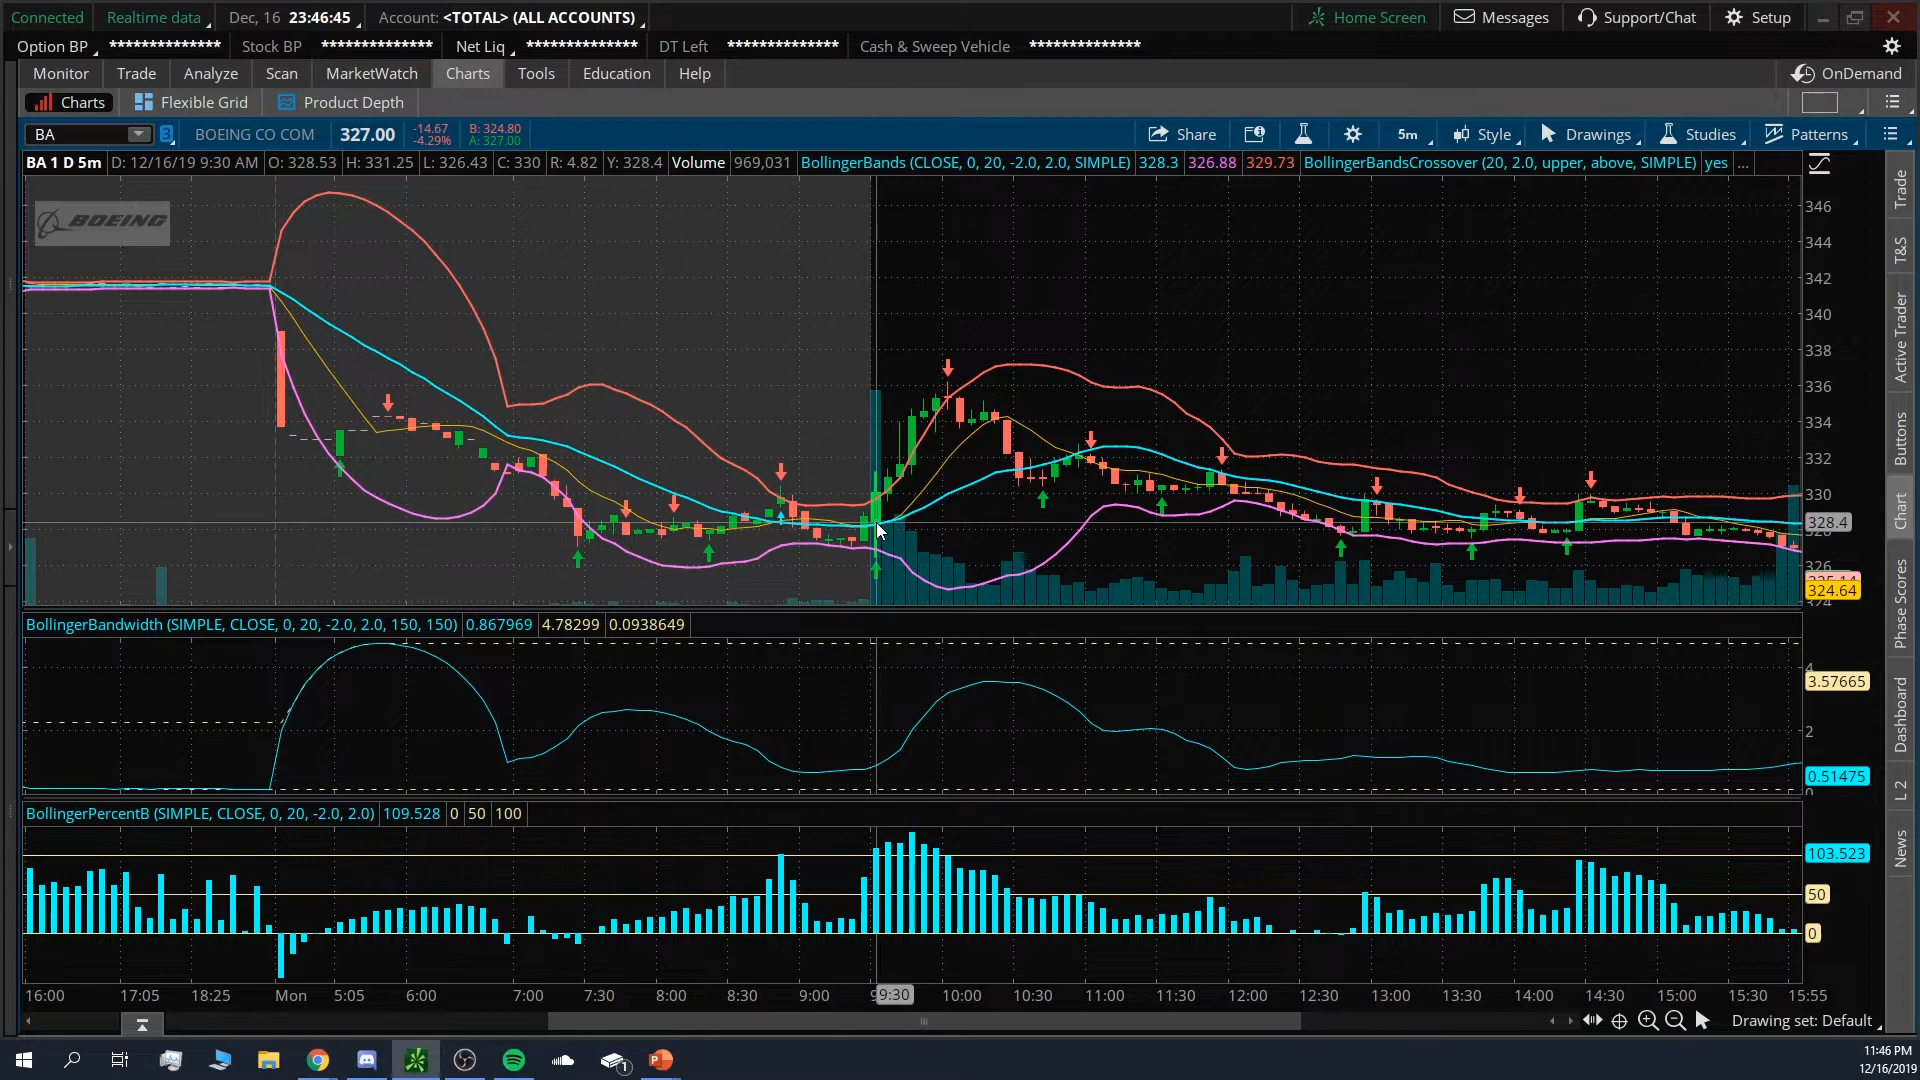 Connected Realtime data Dec, 16 23:46:45 Account: <TOTAL> (ALL ACCOUNTS) Home Screen Messages Support/Chat Setup
Option BP ************** Stock BP ************** Net Liq ************** DT Left ************** Cash & Sweep Vehicle **************
Monitor Trade Analyze Scan MarketWatch Charts Tools Education Help OnDemand
Charts Flexible Grid Product Depth
BA 3 BOEING CO COM 327.00 -14.67 B: 324.80 Share 5m Style Drawings Studies Patterns
-4.29% A: 327.00
BA 1 D 5m D: 12/16/19 9:30 AM O: 328.53 H: 331.25 L: 326.43 C: 330 R: 4.82 Y: 328.4 Volume 969,031 BollingerBands (CLOSE, 0, 20, -2.0, 2.0, SIMPLE) 328.3 326.88 329.73 BollingerBandsCrossover (20, 2.0, upper, above, SIMPLE) yes ...
BOEING
346
344
342
340
338
336
334
332
330
328.4
326
324.64
BollingerBandwidth (SIMPLE, CLOSE, 0, 20, -2.0, 2.0, 150, 150) 0.867969 4.78299 0.0938649
4
3.57665
2
0.51475
0
BollingerPercentB (SIMPLE, CLOSE, 0, 20, -2.0, 2.0) 109.528 0 50 100
103.523
50
0
16:00 17:05 18:25 Mon 5:05 6:00 7:00 7:30 8:00 8:30 9:00 9:30 10:00 10:30 11:00 11:30 12:00 12:30 13:00 13:30 14:00 14:30 15:00 15:30 15:55
Drawing set: Default
Trade
T&S
Active Trader
Buttons
Chart
Phase Scores
Dashboard
L 2
News
1
11:46 PM
12/16/2019